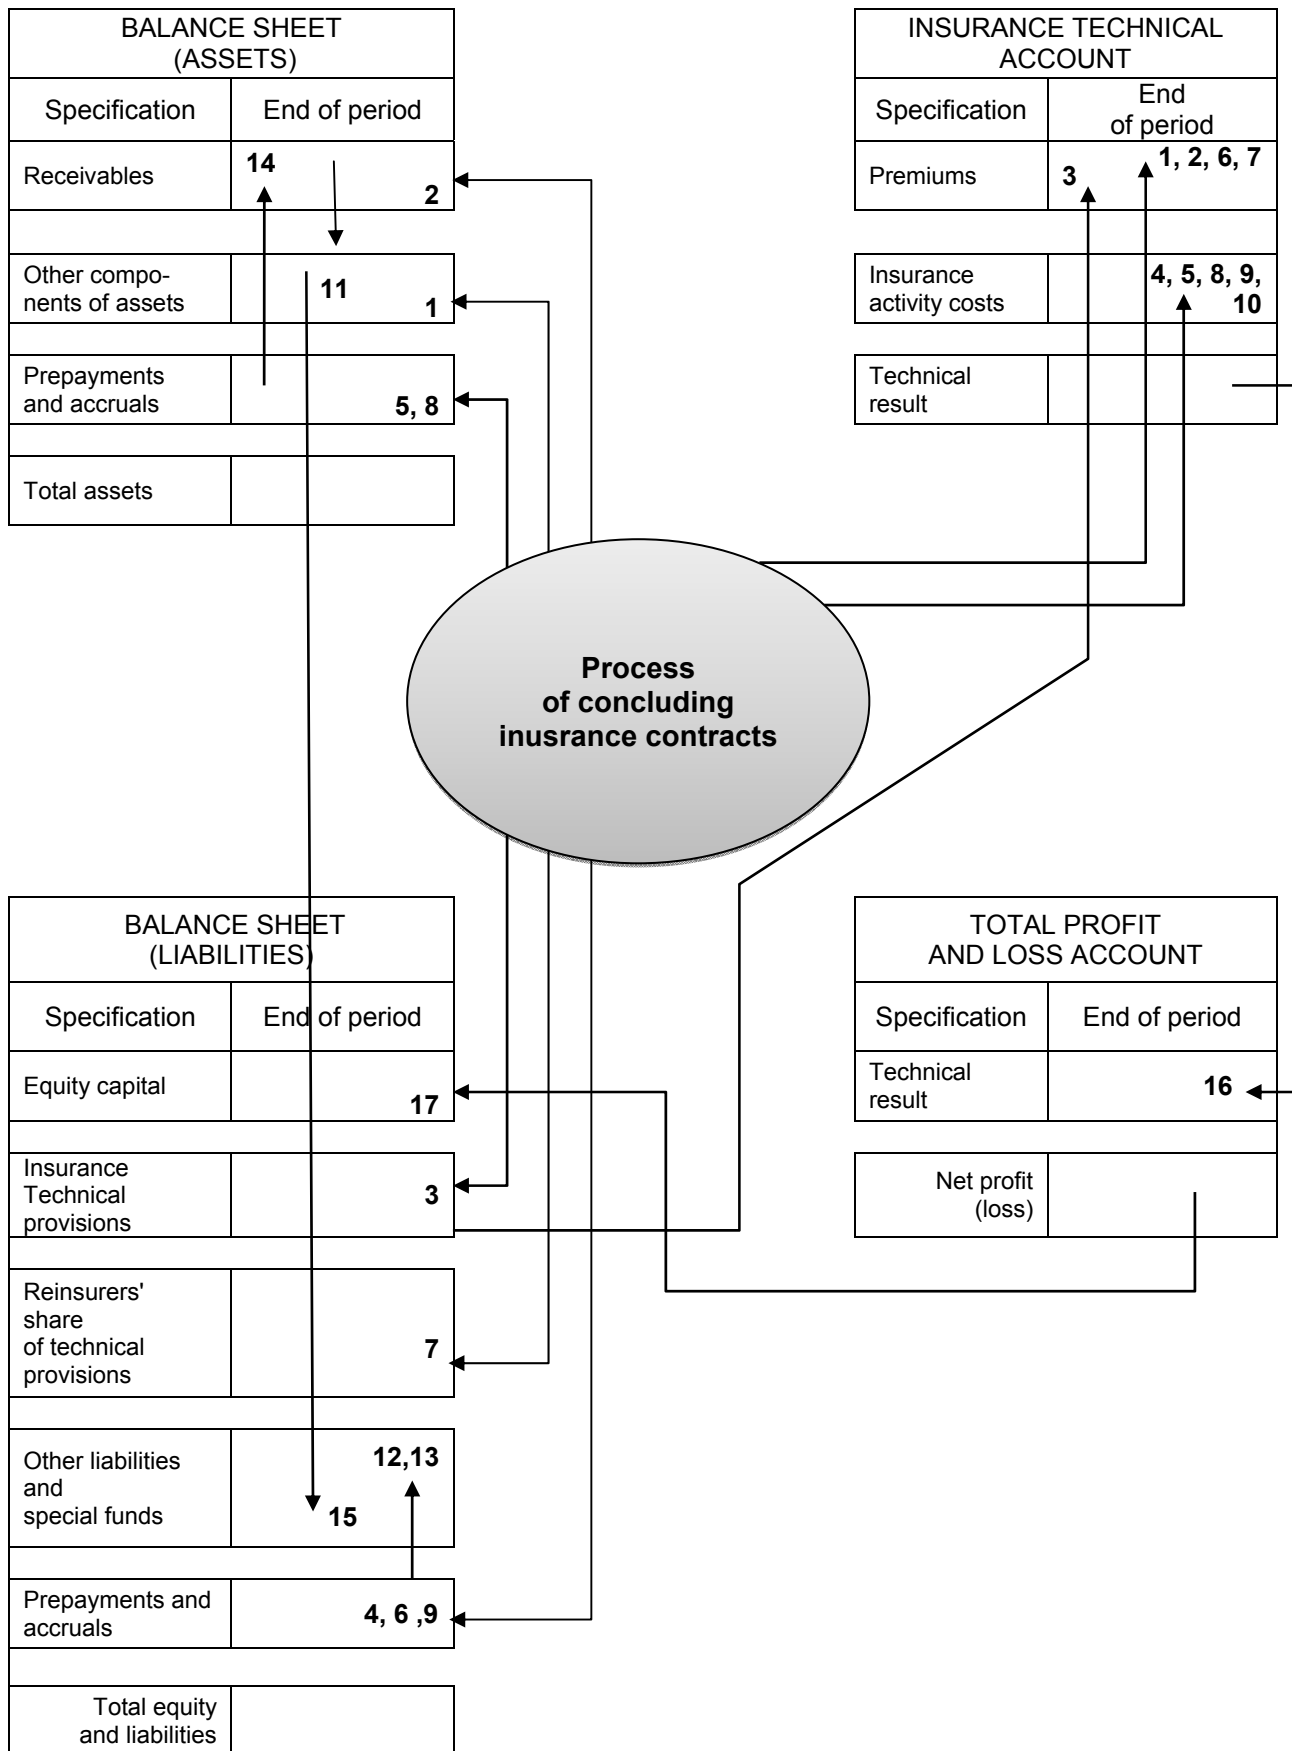 BALANCE SHEET
(ASSETS)
Specification
End of period
Receivables
14
2
Other compo-
nents of assets
11
1
Prepayments
and accruals
5, 8
Total assets
INSURANCE TECHNICAL
ACCOUNT
Specification
End
of period
Premiums
3
1, 2, 6, 7
Insurance
activity costs
4, 5, 8, 9,
10
Technical
result
Process
of concluding
inusrance contracts
BALANCE SHEET
(LIABILITIES)
Specification
End of period
Equity capital
17
Insurance
Technical
provisions
3
Reinsurers'
share
of technical
provisions
7
Other liabilities
and
special funds
12,13
15
Prepayments and
accruals
4, 6 ,9
Total equity
and liabilities
TOTAL PROFIT
AND LOSS ACCOUNT
Specification
End of period
Technical
result
16
Net profit
(loss)